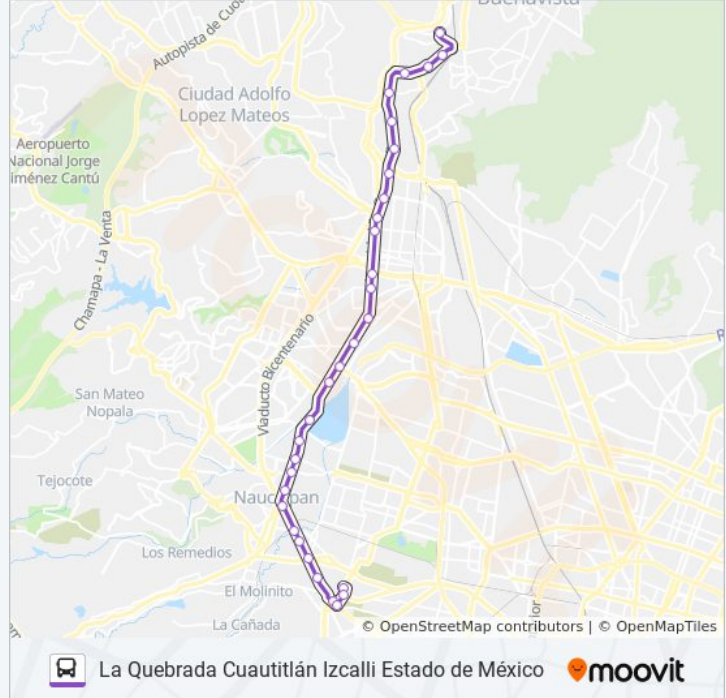 Buenavista
Autopista de Cuo
Ciudad Adolfo
Lopez Mateos
Aeropuerto
Nacional Jorge
iménez Cantú
Chamapa - La Venta
Viaducto Bicentenario
San Mateo
Nopala
Tejocote
Naucalpan
Los Remedios
El Molinito
La Cañada
© OpenStreetMap contributors | © OpenMapTiles
La Quebrada Cuautitlán Izcalli Estado de México
moovit